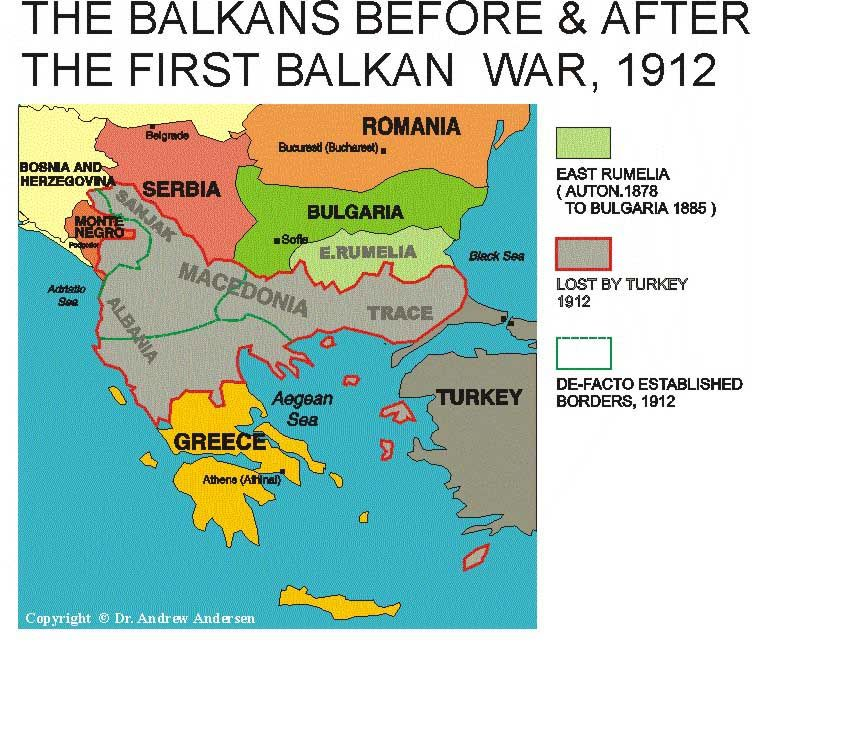 THE BALKANS BEFORE & AFTER
THE FIRST BALKAN WAR, 1912
Belgrade
ROMANIA
Bucuresti (Bucharest)
BOSNIA AND
HERZEGOVINA
SERBIA
SANJAK
MONTE
NEGRO
BULGARIA
Sofia
E.RUMELIA
Black Sea
Adriatic
Sea
MACEDONIA
ALBANIA
TRACE
Aegean
Sea
TURKEY
GREECE
Athens (Athinai)
Copyright © Dr. Andrew Andersen
EAST RUMELIA
( AUTON.1878
TO BULGARIA 1885 )
LOST BY TURKEY
1912
DE-FACTO ESTABLISHED
BORDERS, 1912